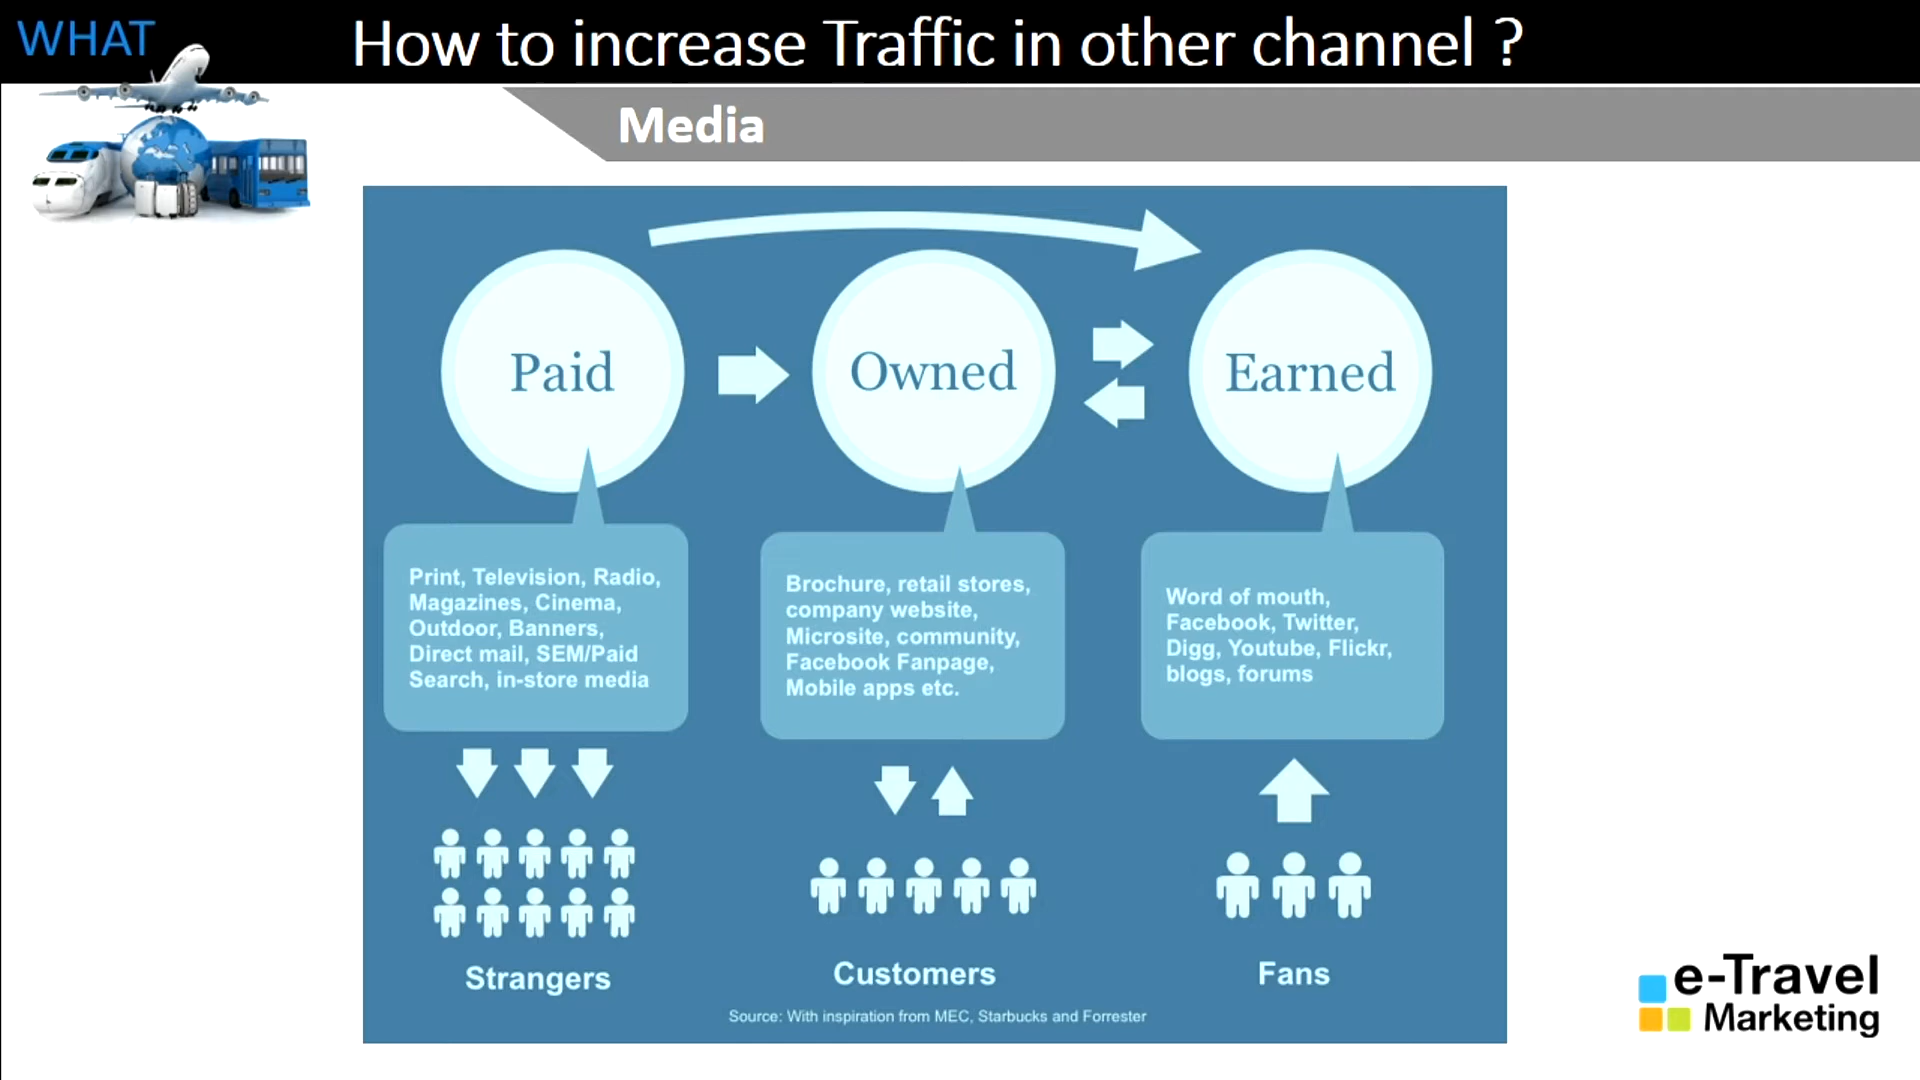 WHAT
How to increase Traffic in other channel ?
Media
Paid
Owned
Earned
Print, Television, Radio,
Magazines, Cinema,
Outdoor, Banners,
Direct mail, SEM/Paid
Search, in-store media
Brochure, retail stores,
company website,
Microsite, community,
Facebook Fanpage,
Mobile apps etc.
Word of mouth,
Facebook, Twitter,
Digg, Youtube, Flickr,
blogs, forums
Strangers
Customers
Fans
Source: With inspiration from MEC, Starbucks and Forrester
e-Travel
Marketing